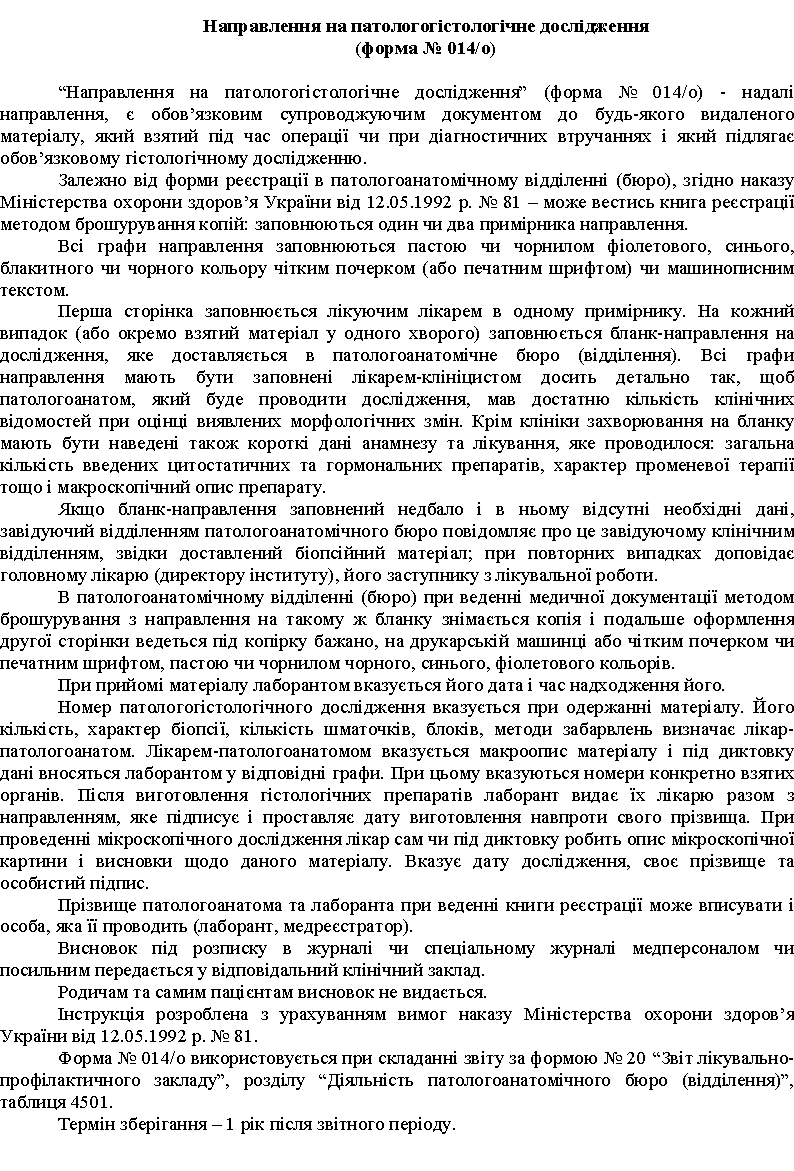 Направлення на патологогістологічне дослідження
(форма № 014/о)
“Направлення на патологогістологічне дослідження” (форма № 014/о) - надалі
направлення, є обов’язковим супроводжуючим документом до будь-якого видаленого
матеріалу, який взятий під час операції чи при діагностичних втручаннях і який підлягає
обов’язковому гістологічному дослідженню.
Залежно від форми реєстрації в патологоанатомічному відділенні (бюро), згідно наказу
Міністерства охорони здоров’я України від 12.05.1992 р. № 81 – може вестись книга реєстрації
методом брошурування копій: заповнюються один чи два примірника направлення.
Всі графи направлення заповнюються пастою чи чорнилом фіолетового, синього,
блакитного чи чорного кольору чітким почерком (або печатним шрифтом) чи машинописним
текстом.
Перша сторінка заповнюється лікуючим лікарем в одному примірнику. На кожний
випадок (або окремо взятий матеріал у одного хворого) заповнюється бланк-направлення на
дослідження, яке доставляється в патологоанатомічне бюро (відділення). Всі графи
направлення мають бути заповнені лікарем-клініцистом досить детально так, щоб
патологоанатом, який буде проводити дослідження, мав достатню кількість клінічних
відомостей при оцінці виявлених морфологічних змін. Крім клініки захворювання на бланку
мають бути наведені також короткі дані анамнезу та лікування, яке проводилося: загальна
кількість введених цитостатичних та гормональних препаратів, характер променевої терапії
тощо і макроскопічний опис препарату.
Якщо бланк-направлення заповнений недбало і в ньому відсутні необхідні дані,
завідуючий відділенням патологоанатомічного бюро повідомляє про це завідуючому клінічним
відділенням, звідки доставлений біопсійний матеріал; при повторних випадках доповідає
головному лікарю (директору інституту), його заступнику з лікувальної роботи.
В патологоанатомічному відділенні (бюро) при веденні медичної документації методом
брошурування з направлення на такому ж бланку знімається копія і подальше оформлення
другої сторінки ведеться під копірку бажано, на друкарській машинці або чітким почерком чи
печатним шрифтом, пастою чи чорнилом чорного, синього, фіолетового кольорів.
При прийомі матеріалу лаборантом вказується його дата і час надходження його.
Номер патологогістологічного дослідження вказується при одержанні матеріалу. Його
кількість, характер біопсії, кількість шматочків, блоків, методи забарвлень визначає лікар-
патологоанатом. Лікарем-патологоанатомом вказується макроопис матеріалу і під диктовку
дані вносяться лаборантом у відповідні графи. При цьому вказуються номери конкретно взятих
органів. Після виготовлення гістологічних препаратів лаборант видає їх лікарю разом з
направленням, яке підписує і проставляє дату виготовлення навпроти свого прізвища. При
проведенні мікроскопічного дослідження лікар сам чи під диктовку робить опис мікроскопічної
картини і висновки щодо даного матеріалу. Вказує дату дослідження, своє прізвище та
особистий підпис.
Прізвище патологоанатома та лаборанта при веденні книги реєстрації може вписувати і
особа, яка її проводить (лаборант, медреєстратор).
Висновок під розписку в журналі чи спеціальному журналі медперсоналом чи
посильним передається у відповідальний клінічний заклад.
Родичам та самим пацієнтам висновок не видається.
Інструкція розроблена з урахуванням вимог наказу Міністерства охорони здоров’я
України від 12.05.1992 р. № 81.
Форма № 014/о використовується при складанні звіту за формою № 20 “Звіт лікувально-
профілактичного закладу”, розділу “Діяльність патологоанатомічного бюро (відділення)”,
таблиця 4501.
Термін зберігання – 1 рік після звітного періоду.